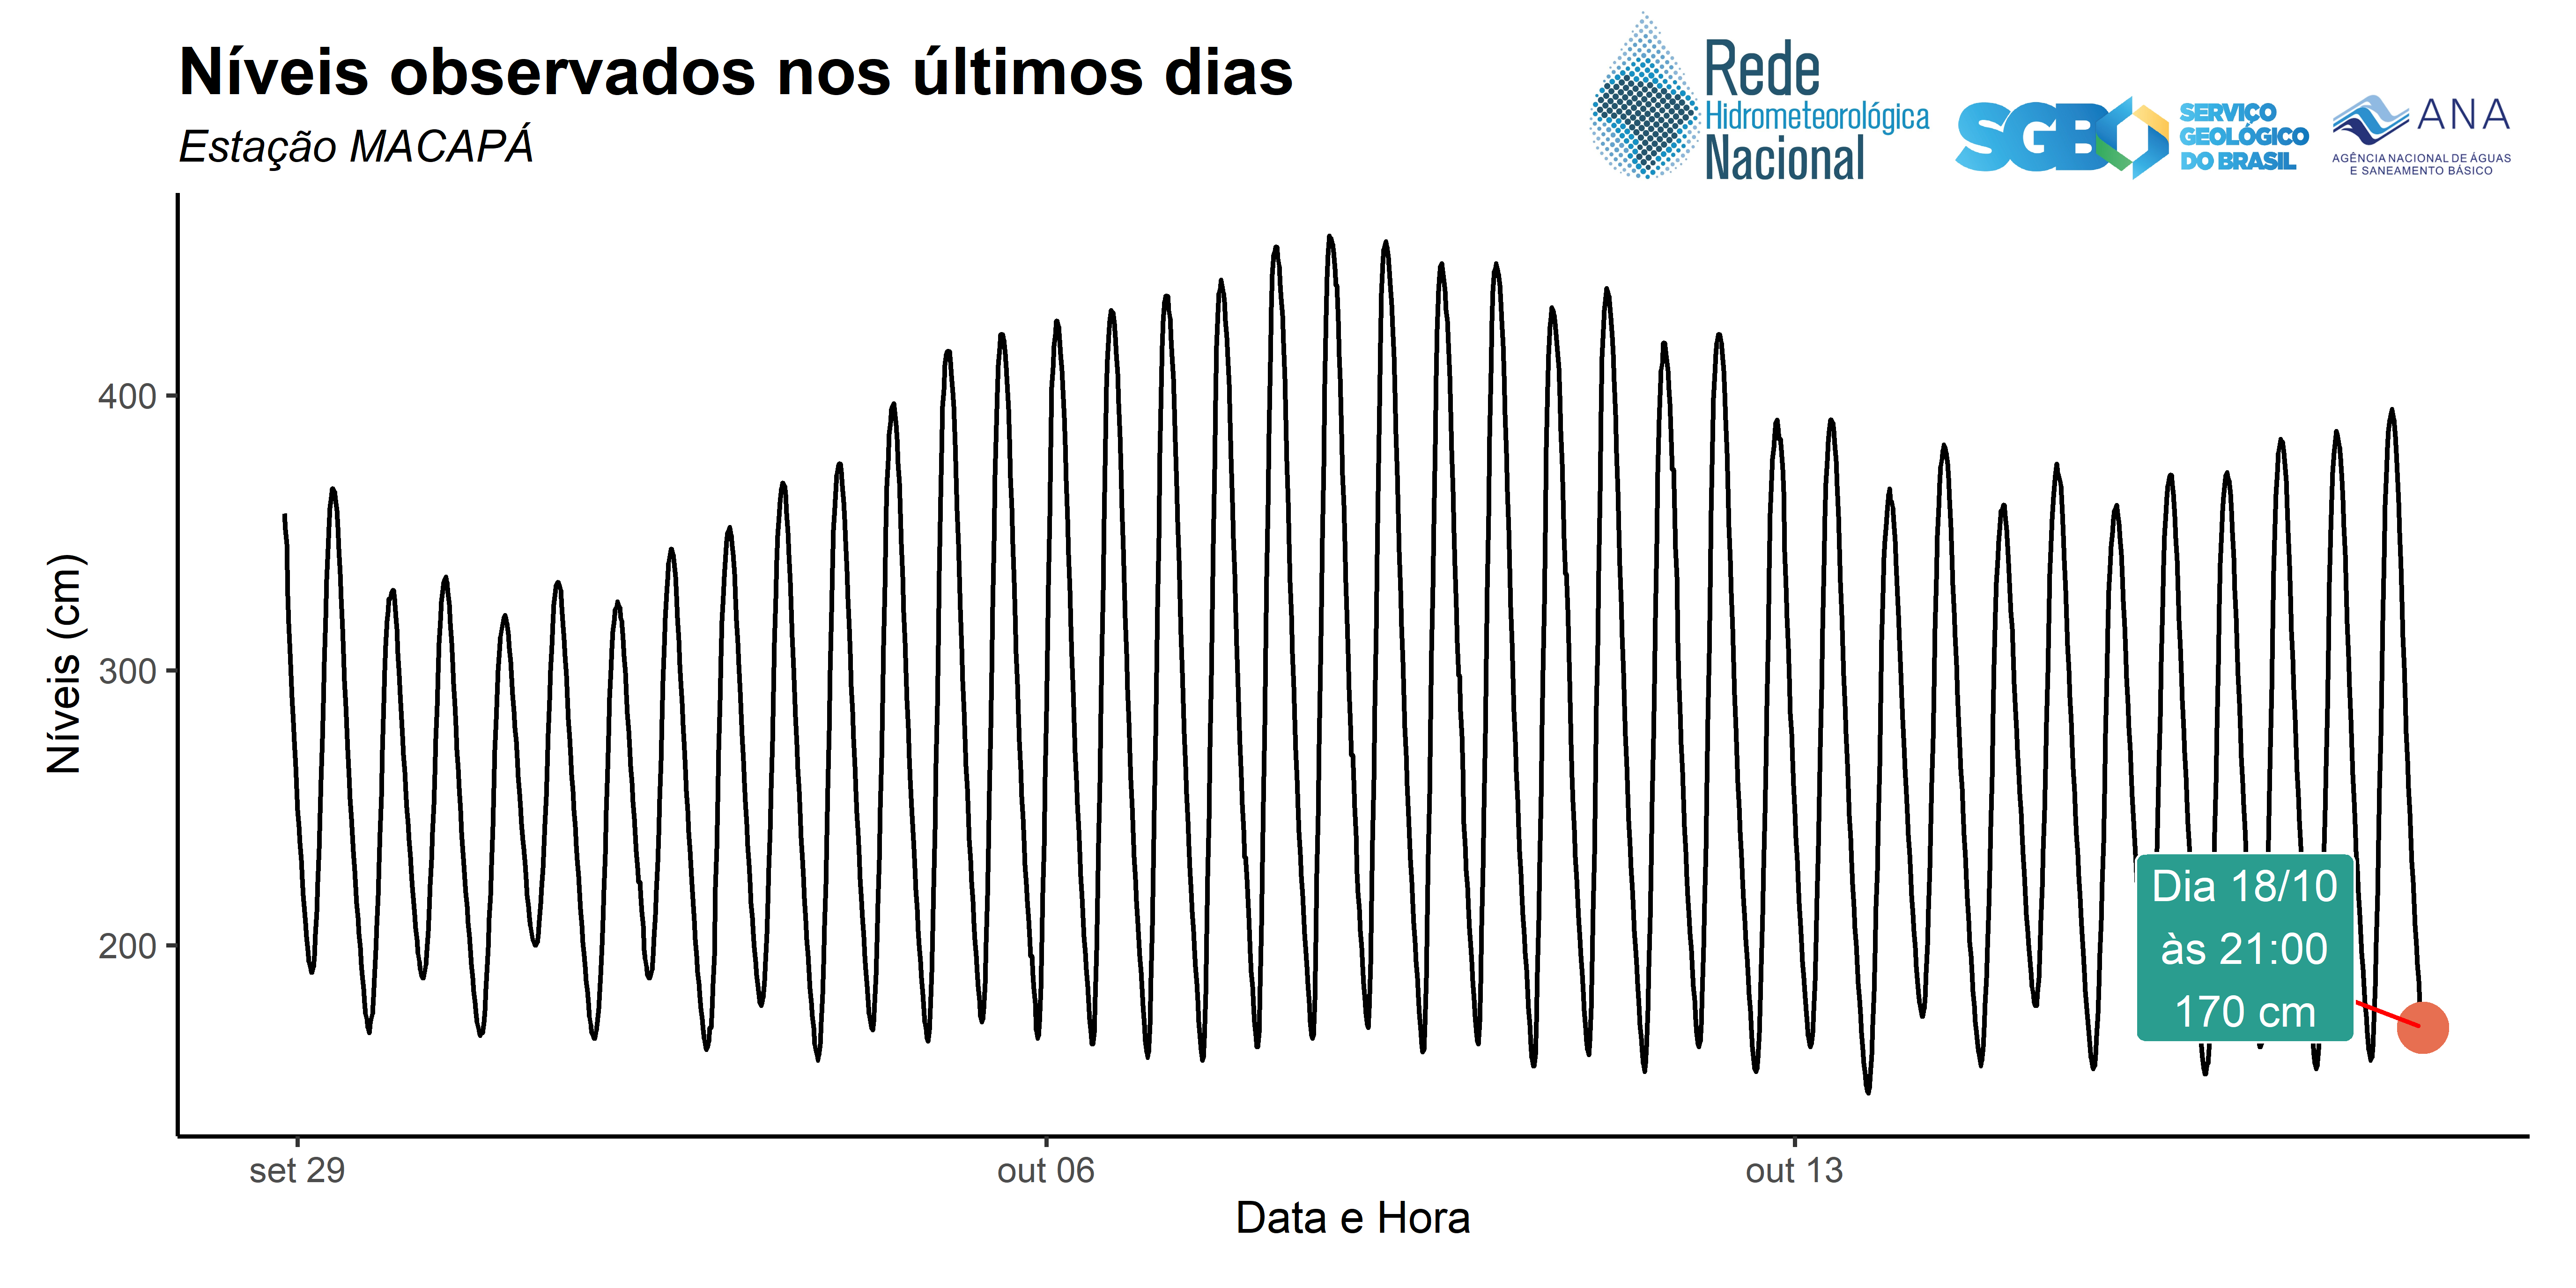 Níveis observados nos últimos dias
Estação MACAPÁ
Rede
Hidrometeorológica
Nacional
SGB
SERVIÇO
GEOLÓGICO
DO BRASIL
ANA
AGÊNCIA NACIONAL DE ÁGUAS
E SANEAMENTO BÁSICO
Níveis (cm)
400
300
200
Dia 18/10
às 21:00
170 cm
set 29
out 06
out 13
Data e Hora